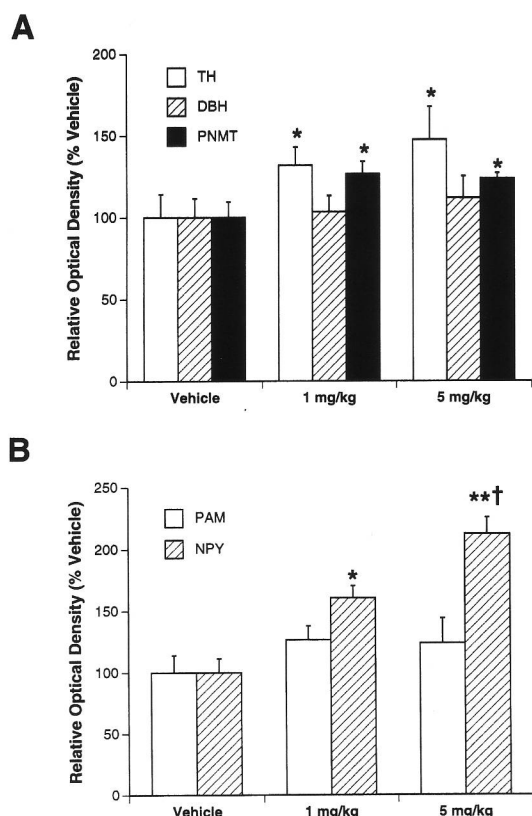 A
Relative Optical Density (% Vehicle)
200
150
100
50
0
TH
DBH
PNMT
*
*
*
*
Vehicle
1 mg/kg
5 mg/kg
B
Relative Optical Density (% Vehicle)
250
200
150
100
50
0
PAM
NPY
*
**†
Vehicle
1 mg/kg
5 mg/kg